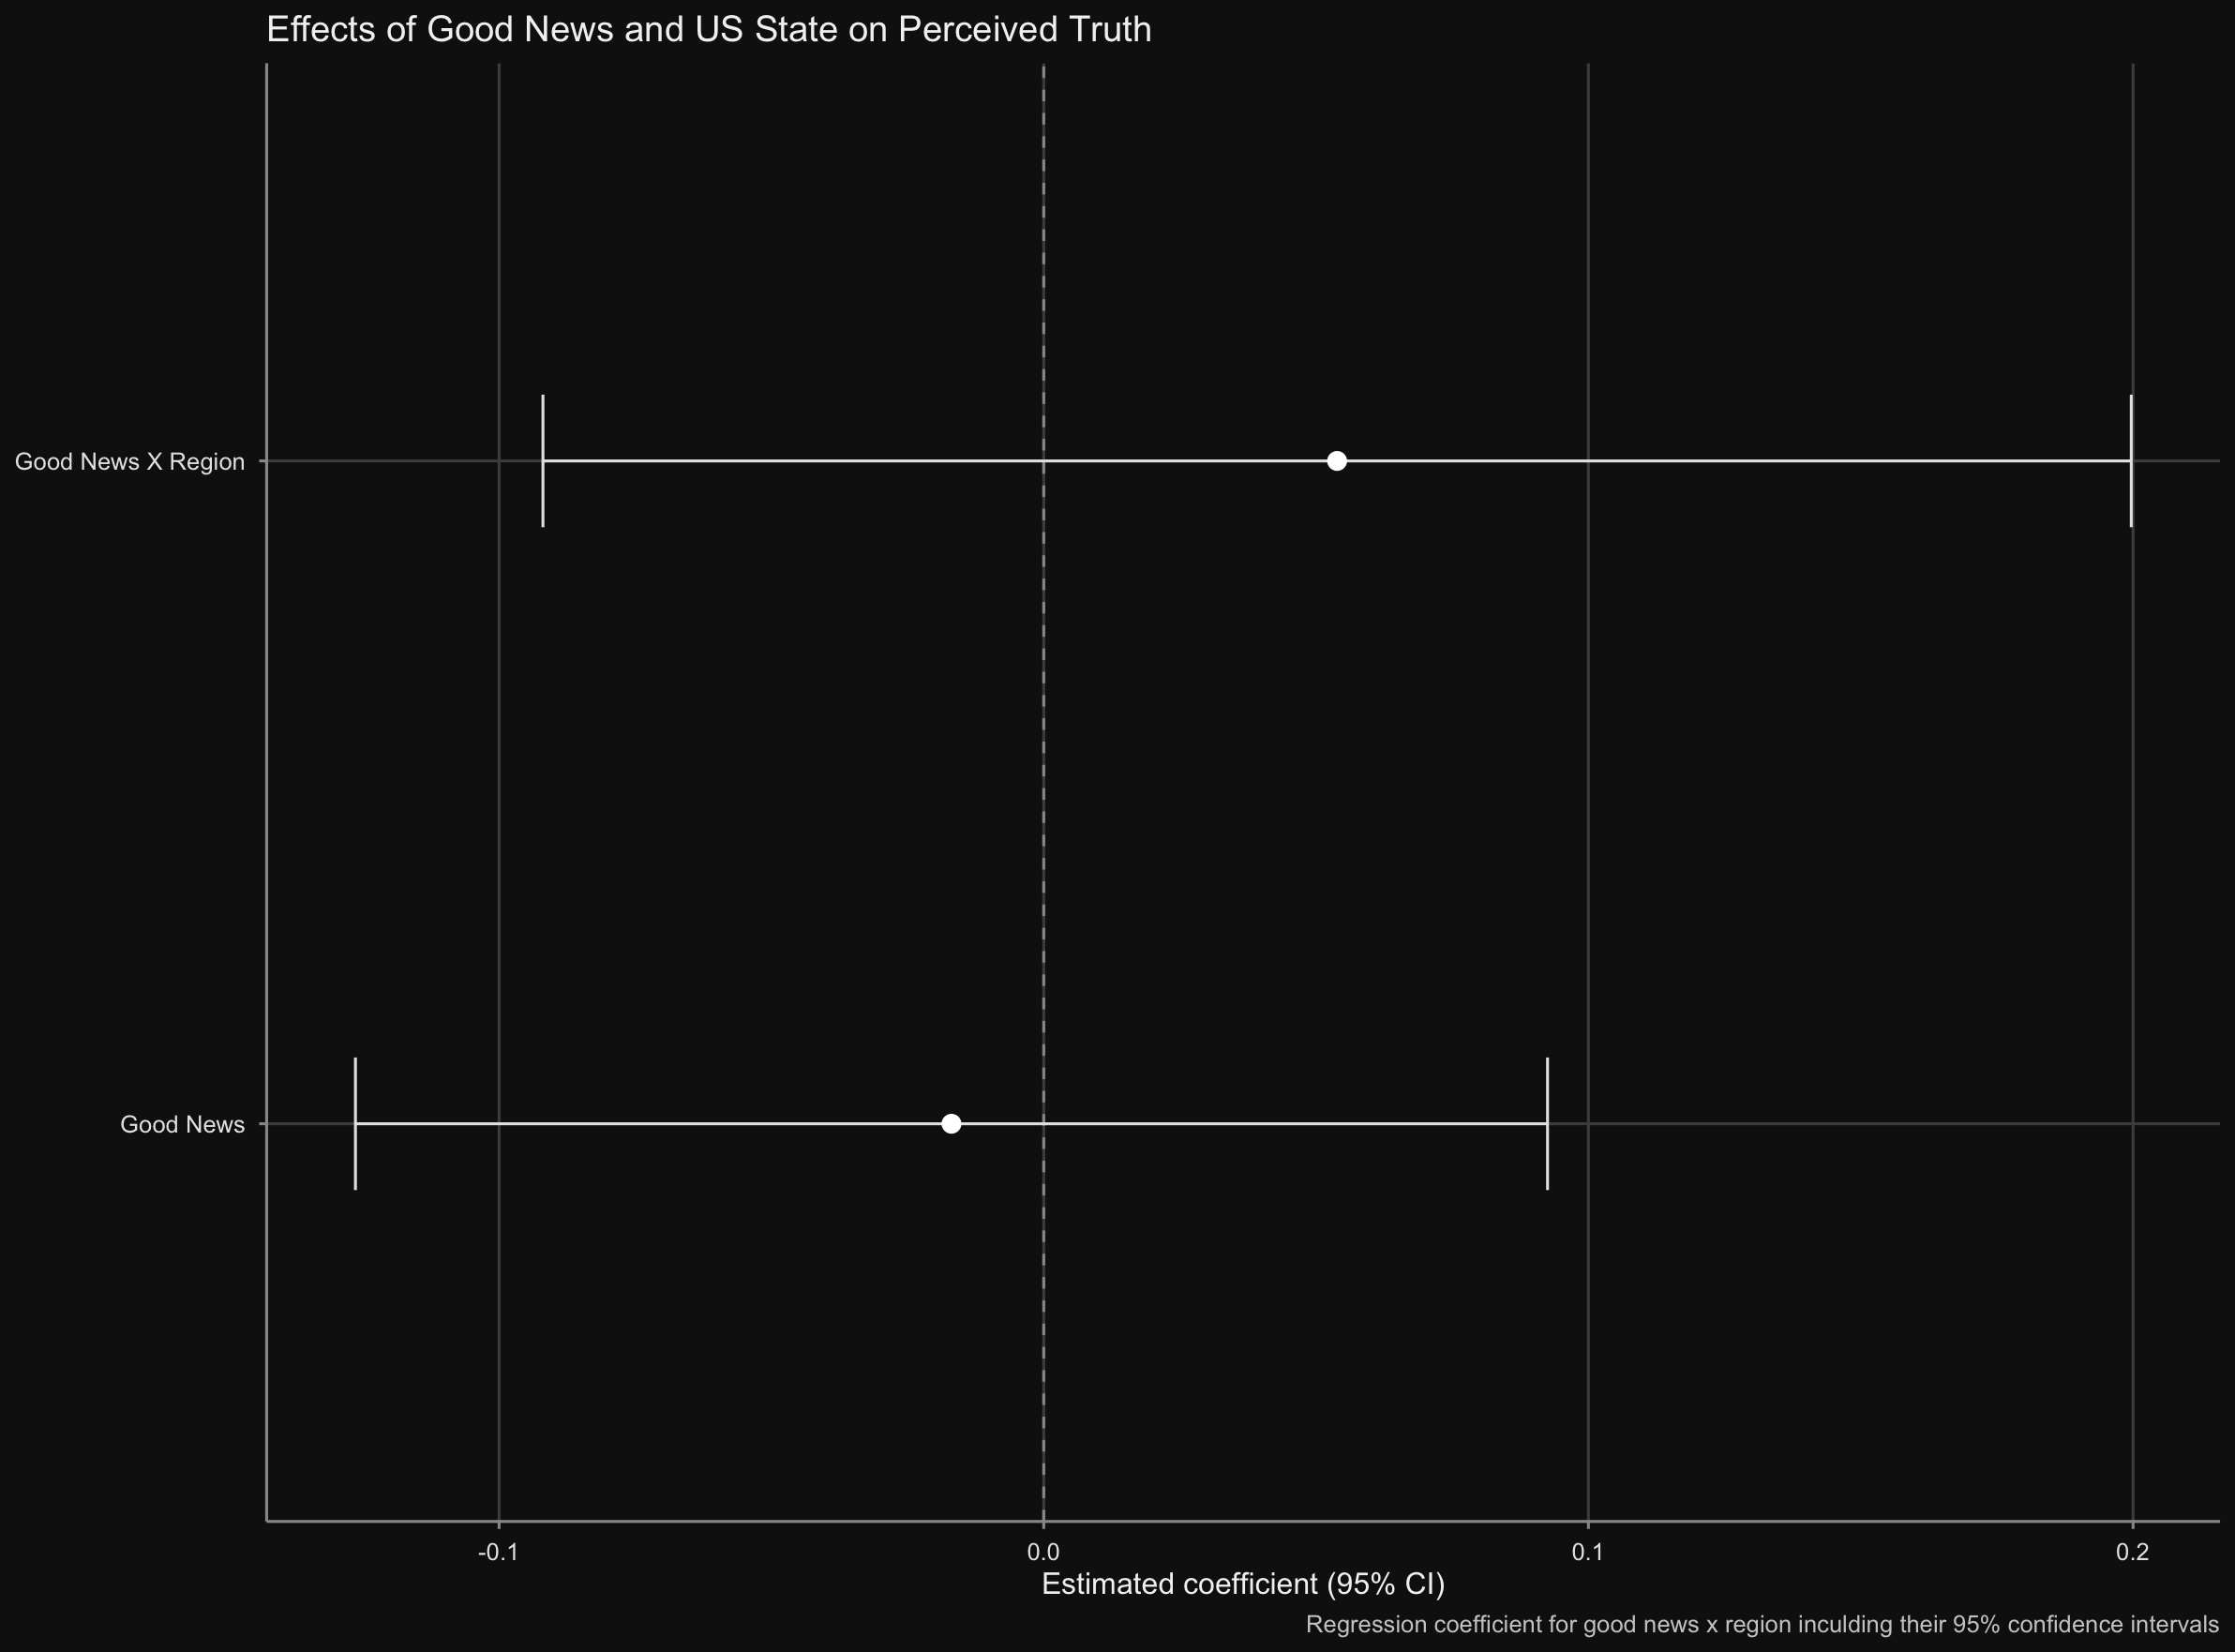 Effects of Good News and US State on Perceived Truth
Good News X Region
Good News
-0.1 0.0 0.1 0.2
Estimated coefficient (95% CI)
Regression coefficient for good news x region inculding their 95% confidence intervals